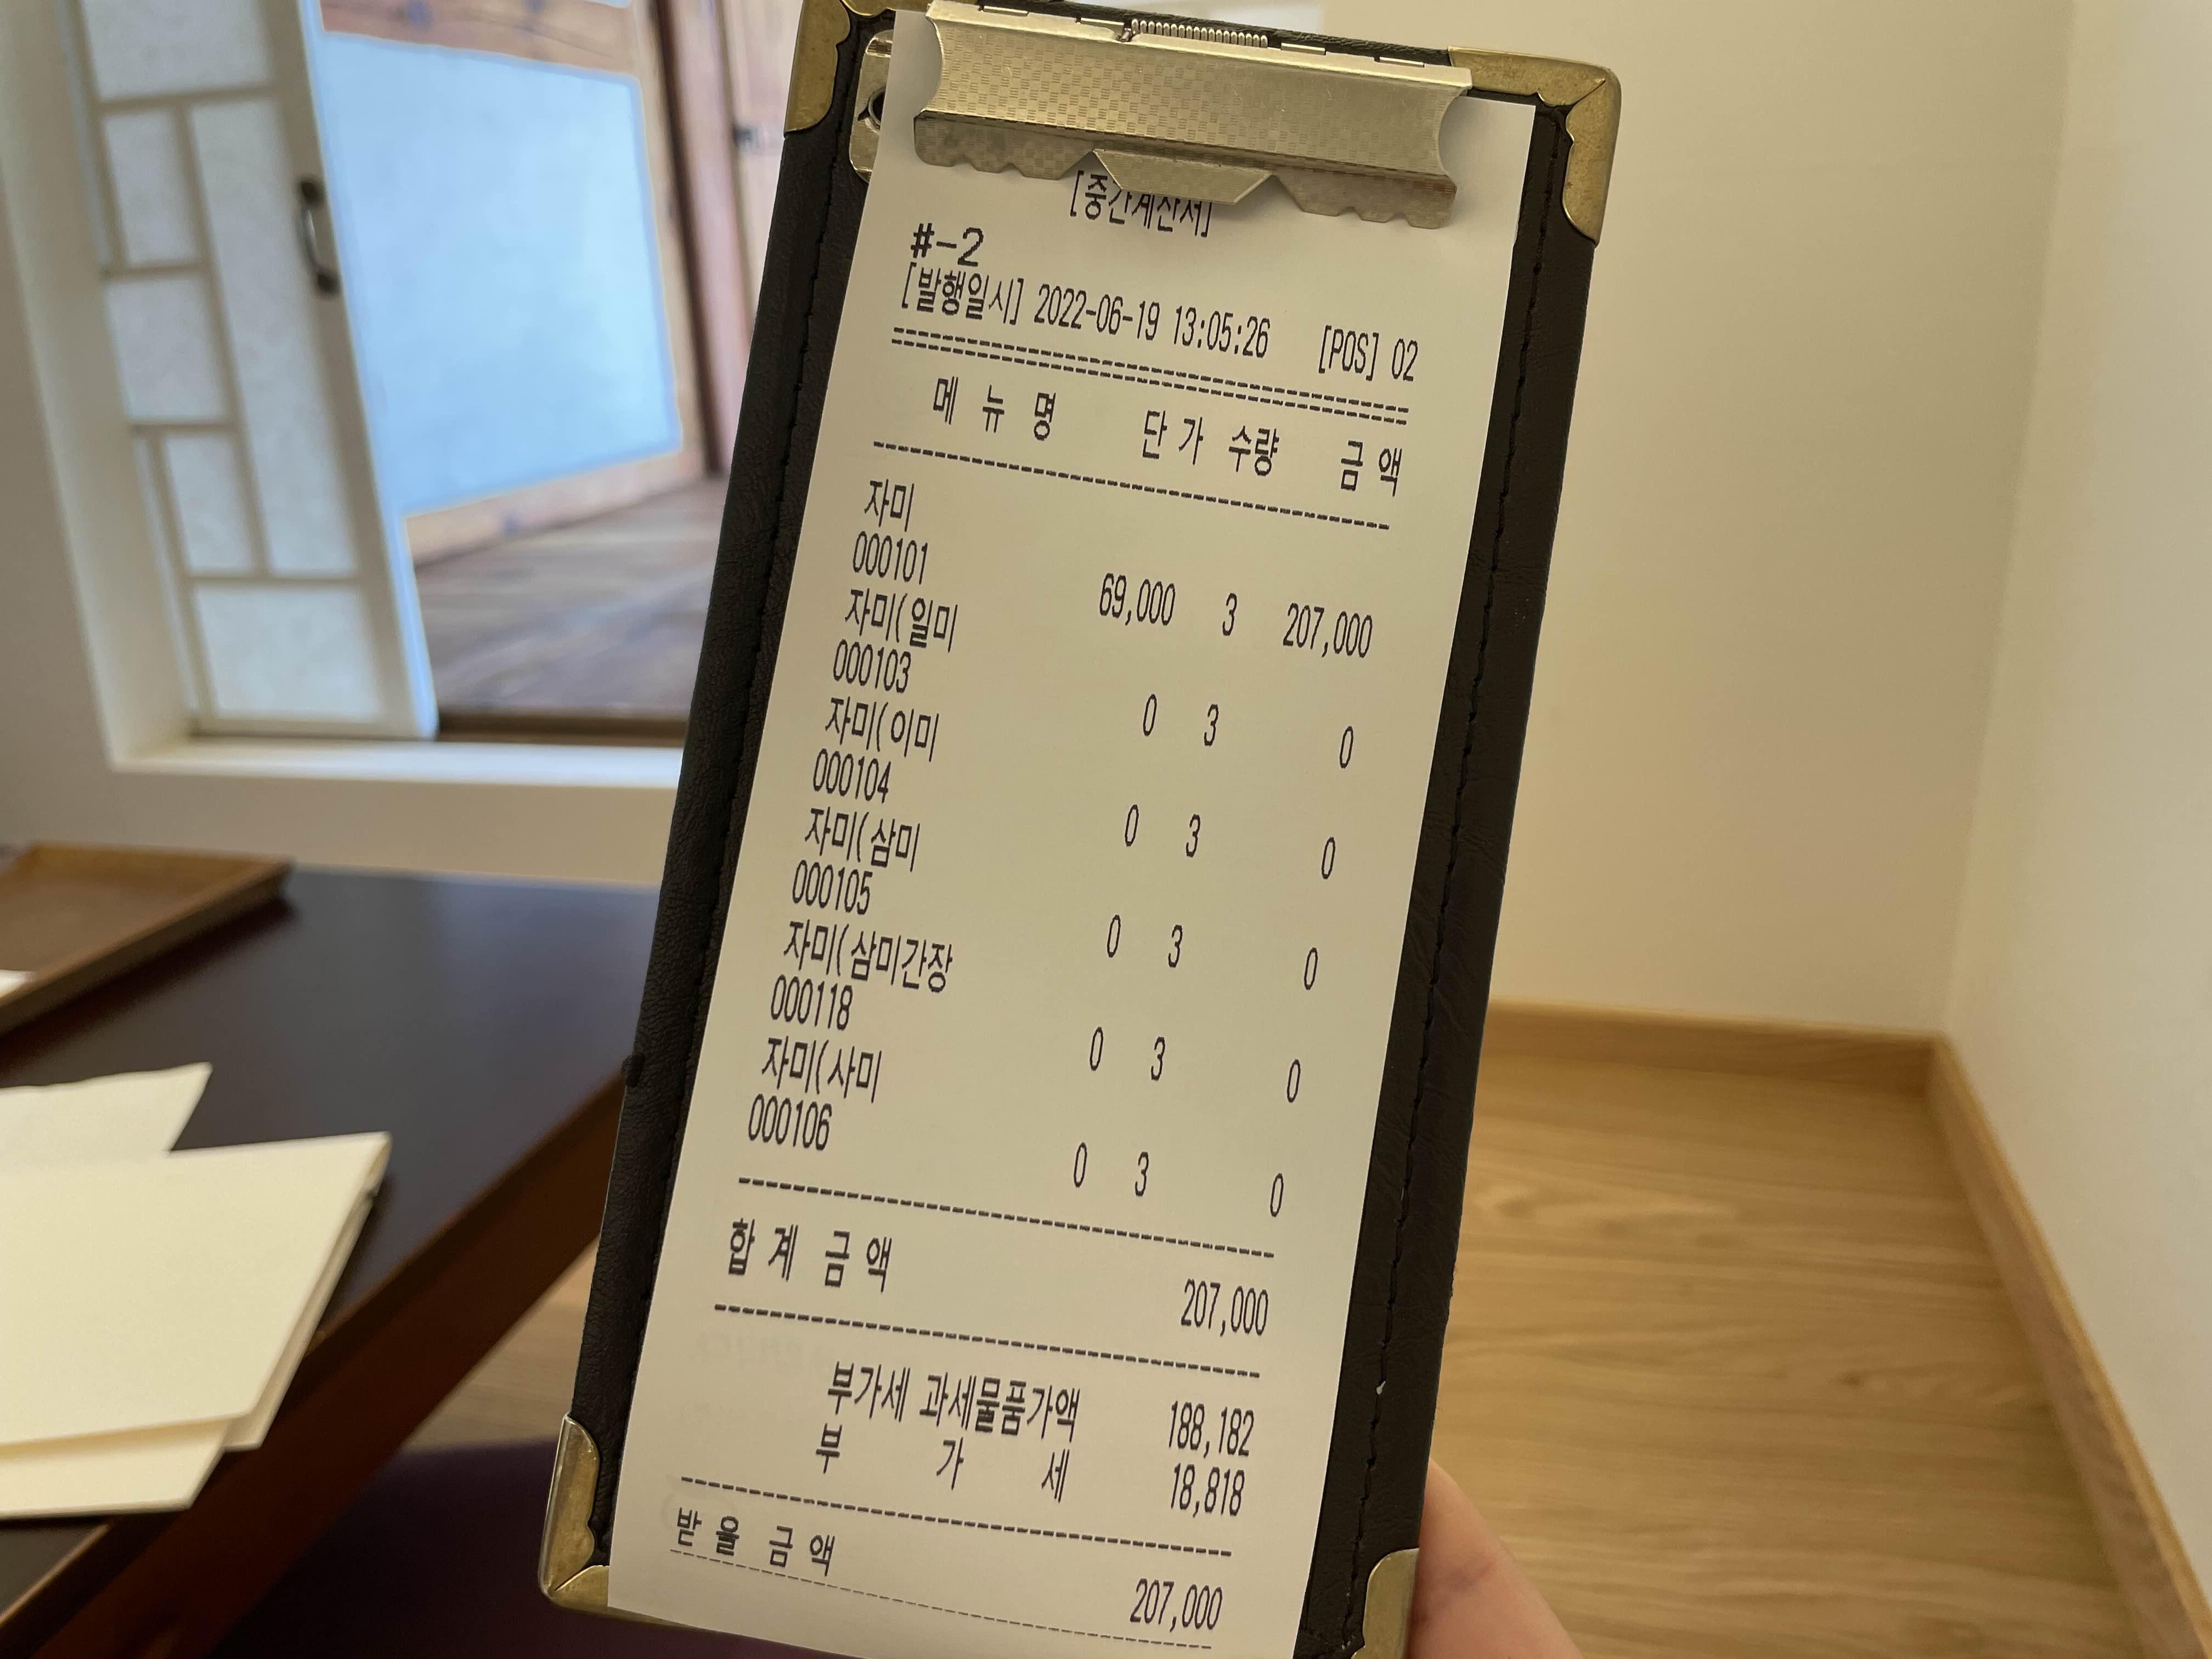 [중간계산서]
#-2
[발행일시] 2022-06-19 13:05:26 [POS] 02
메 뉴 명 단 가 수량 금 액
자미
000101 69,000 3 207,000
자미(일미
000103 0 3 0
자미(이미
000104 0 3 0
자미(삼미
000105 0 3 0
자미(삼미간장
000118 0 3 0
자미(사미
000106 0 3 0
합 계 금 액 207,000
부가세 과세물품가액 188,182
부 가 세 18,818
받 을 금 액 207,000